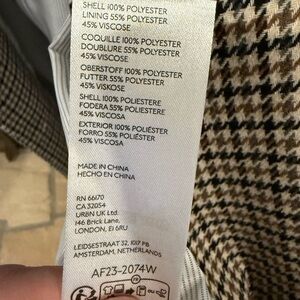 SHELL 100% POLYESTER
LINING 55% POLYESTER
45% VISCOSE
COQUILLE 100% POLYESTER
DOUBLURE 55% POLYESTER
45% VISCOSE
OBERSTOFF 100% POLYESTER
FUTTER 55% POLYESTER
45% VISKOSE
SHELL 100% POLIESTERE
FODERA 55% POLIESTERE
45% VISCOSA
EXTERIOR 100% POLIÉSTER
FORRO 55% POLIÉSTER
45% VISCOSA
MADE IN CHINA
HECHO EN CHINA
RN 66170
CA 32054
URBN UK Ltd.
146 Brick Lane,
LONDON, E1 6RU
LEIDSESTRAAT 32, 1017 PB
AMSTERDAM, NETHERLANDS
AF23-2074W